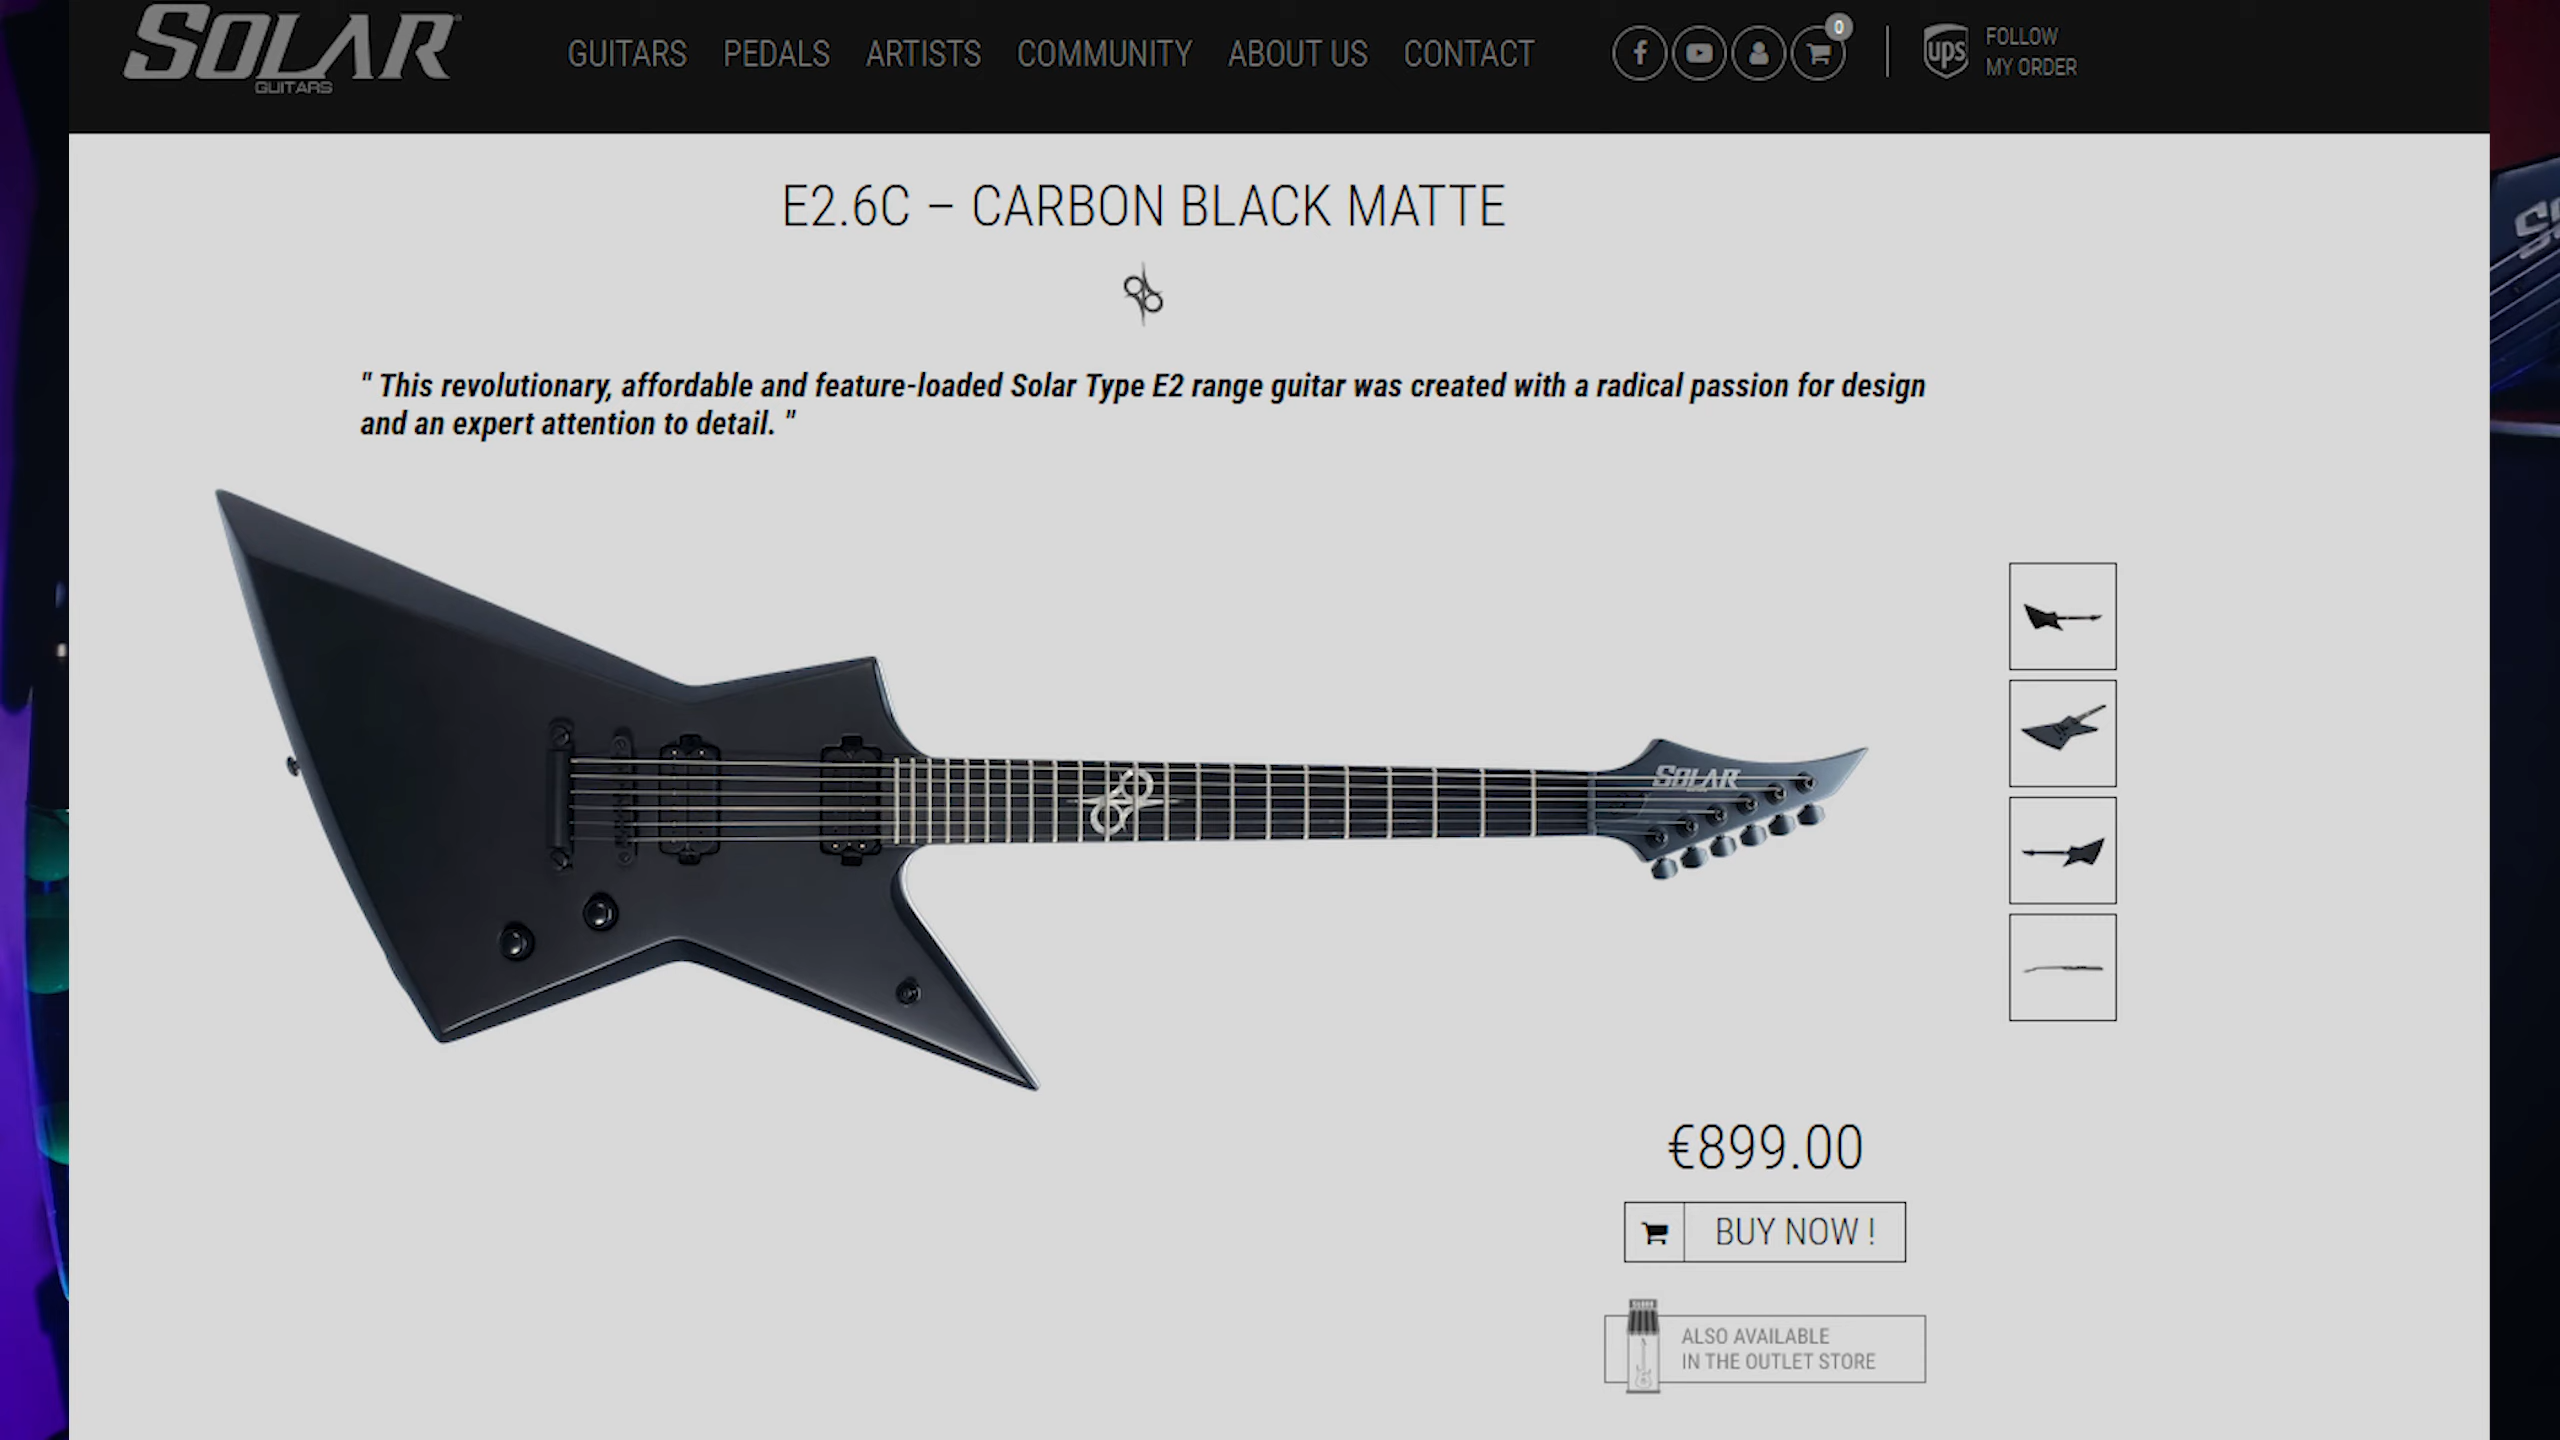 SOLAR
GUITARS
GUITARS PEDALS ARTISTS COMMUNITY ABOUT US CONTACT
0
ups
FOLLOW
MY ORDER
E2.6C – CARBON BLACK MATTE
" This revolutionary, affordable and feature-loaded Solar Type E2 range guitar was created with a radical passion for design
and an expert attention to detail. "
SOLAR
€899.00
BUY NOW !
ALSO AVAILABLE
IN THE OUTLET STORE